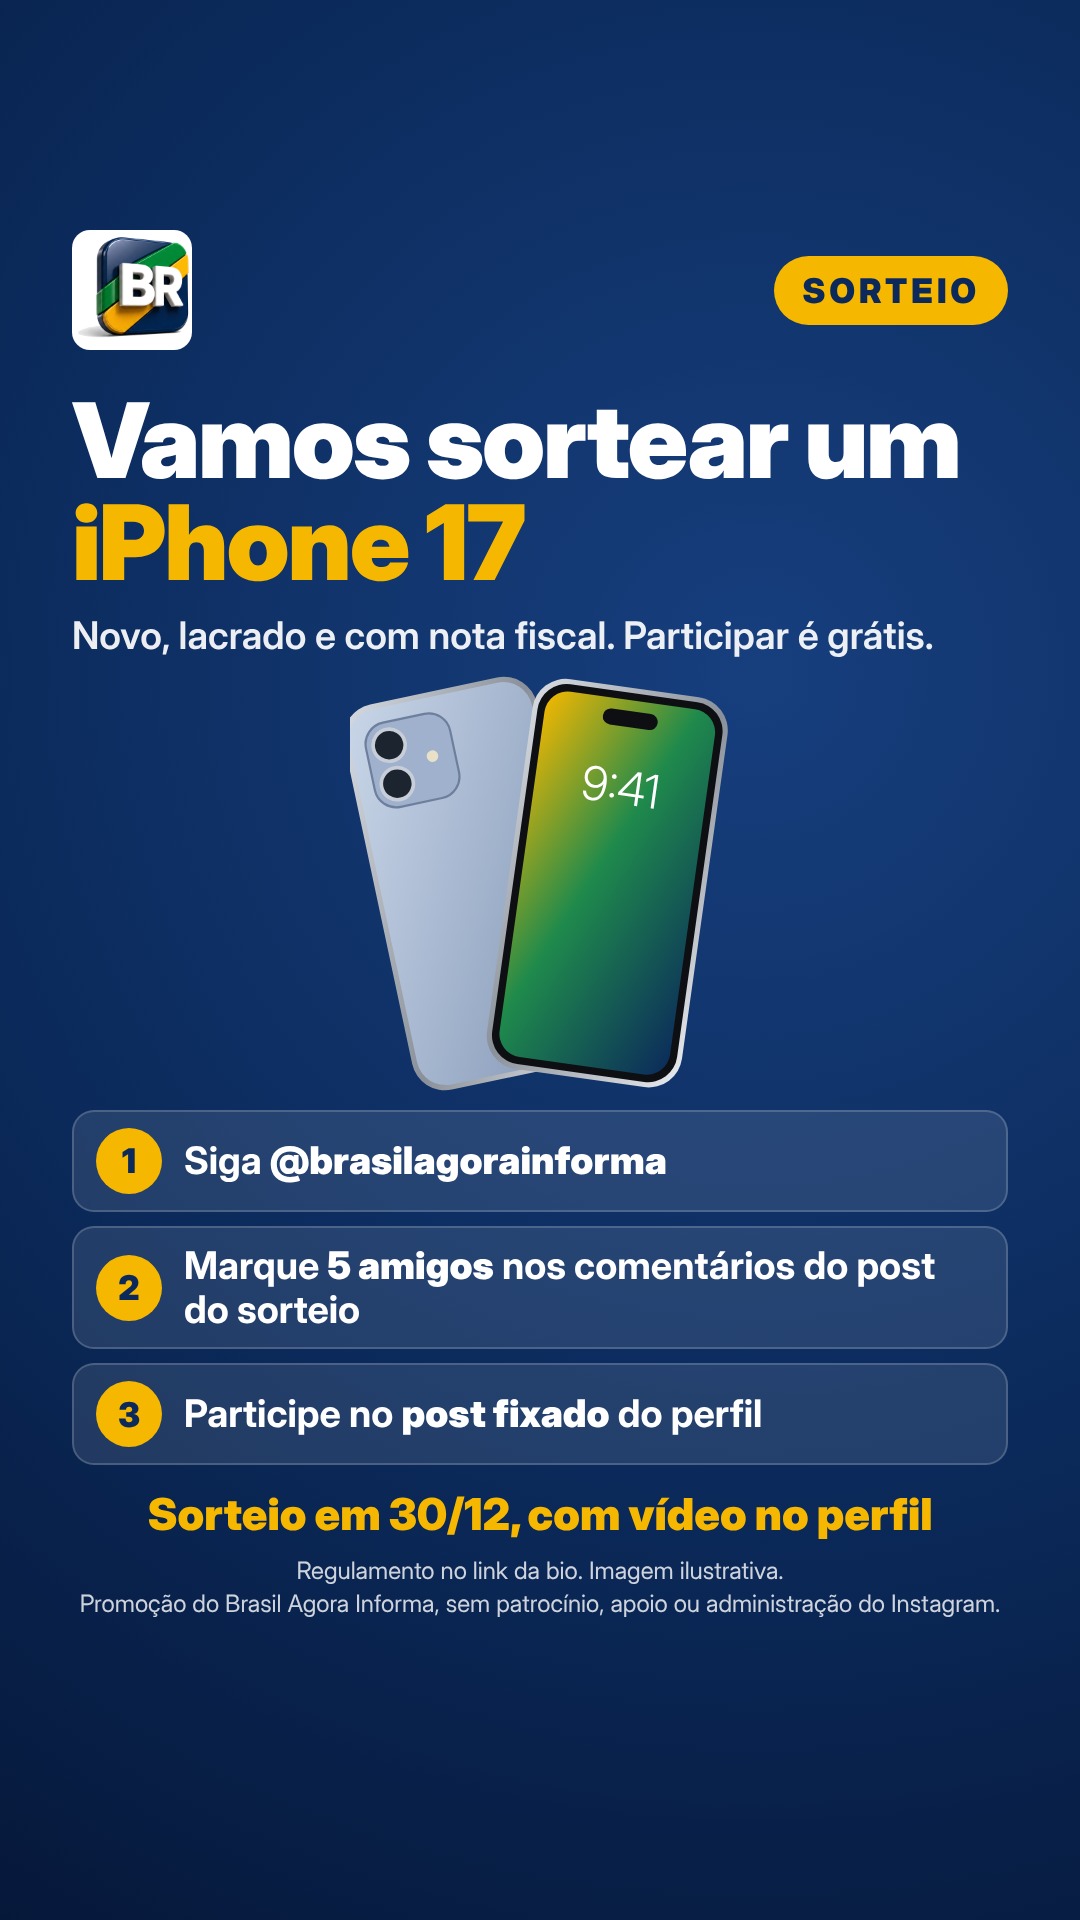 BR
SORTEIO
Vamos sortear um
iPhone 17
Novo, lacrado e com nota fiscal. Participar é grátis.
9:41
1 Siga @brasilagorainforma
2 Marque 5 amigos nos comentários do post
do sorteio
3 Participe no post fixado do perfil
Sorteio em 30/12, com vídeo no perfil
Regulamento no link da bio. Imagem ilustrativa.
Promoção do Brasil Agora Informa, sem patrocínio, apoio ou administração do Instagram.